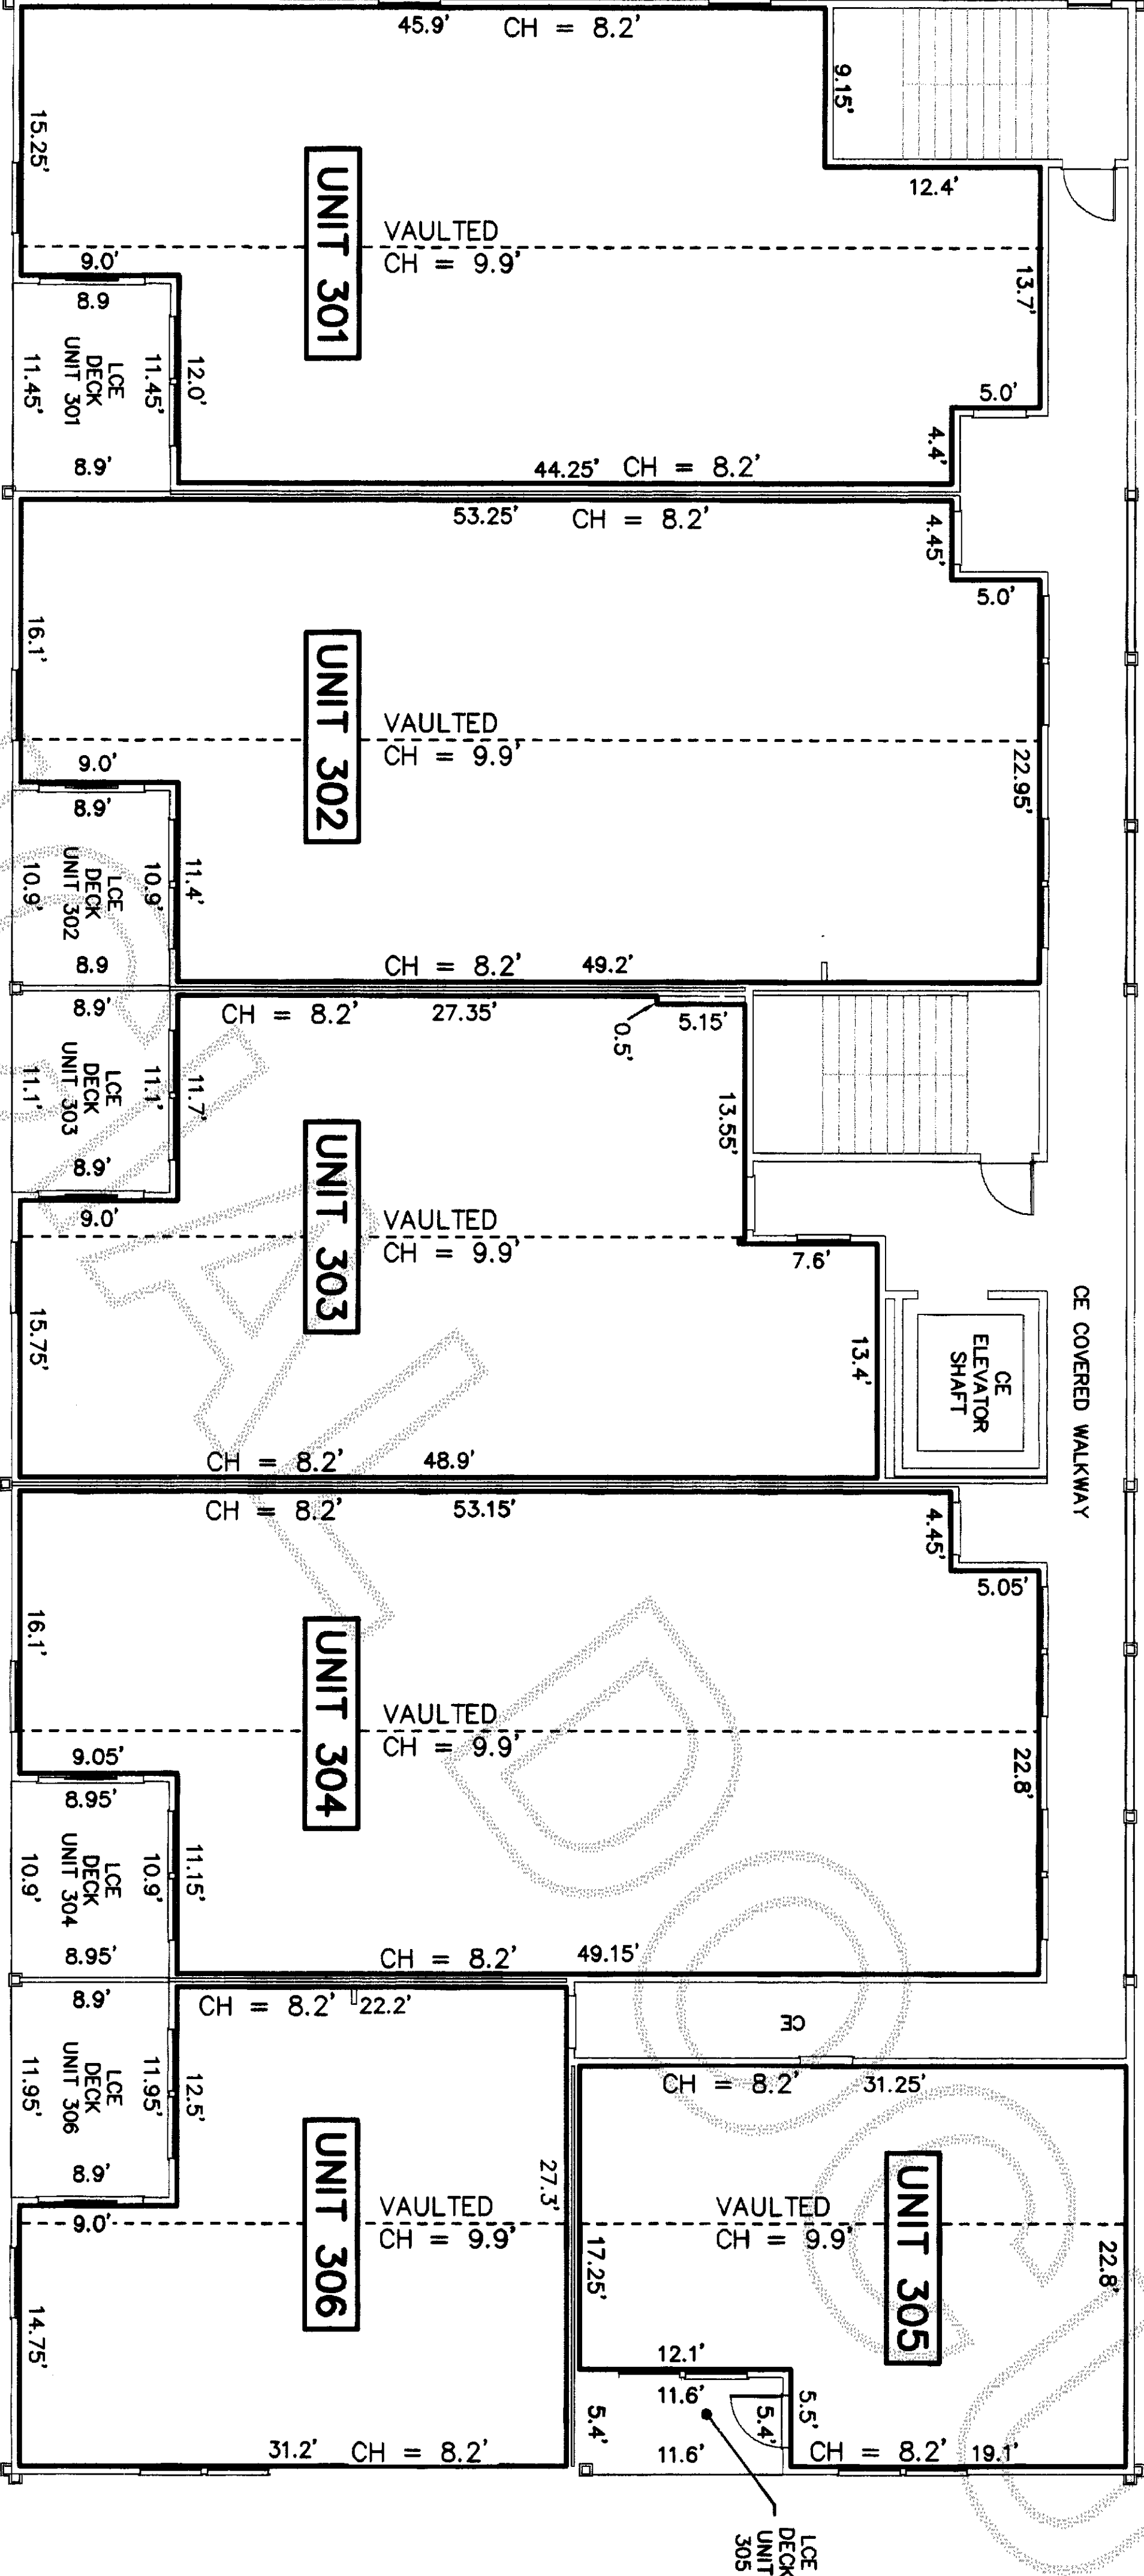 45.9' CH = 8.2'
9.15'
15.25'
12.4'
UNIT 301
VAULTED
CH = 9.9'
13.7'
9.0'
8.9
LCE
DECK
UNIT 301
11.45'
11.45'
12.0'
5.0'
4.4'
8.9'
44.25' CH = 8.2'
53.25' CH = 8.2'
4.45'
5.0'
16.1'
UNIT 302
VAULTED
CH = 9.9'
22.95'
9.0'
8.9'
LCE
DECK
UNIT 302
10.9'
10.9'
11.4'
8.9
CH = 8.2' 49.2'
8.9'
CH = 8.2' 27.35'
0.5'
5.15'
LCE
DECK
UNIT 303
11.1'
11.1'
11.7'
13.55'
8.9'
9.0'
UNIT 303
VAULTED
CH = 9.9'
7.6'
15.75'
13.4'
CE
ELEVATOR
SHAFT
CE COVERED WALKWAY
CH = 8.2' 48.9'
CH = 8.2' 53.15'
4.45'
5.05'
16.1'
UNIT 304
VAULTED
CH = 9.9'
22.8'
9.05'
8.95'
LCE
DECK
UNIT 304
10.9'
10.9'
11.15'
8.95'
CH = 8.2' 49.15'
8.9'
CH = 8.2' 22.2'
CE
LCE
DECK
UNIT 306
11.95'
11.95'
12.5'
CH = 8.2' 31.25'
8.9'
9.0'
UNIT 306
VAULTED
CH = 9.9'
27.3'
14.75'
31.2' CH = 8.2'
UNIT 305
VAULTED
CH = 9.9'
17.25'
22.8'
12.1'
11.6'
5.4'
5.5'
5.4'
11.6'
CH = 8.2' 19.1'
LCE
DECK
UNIT
305